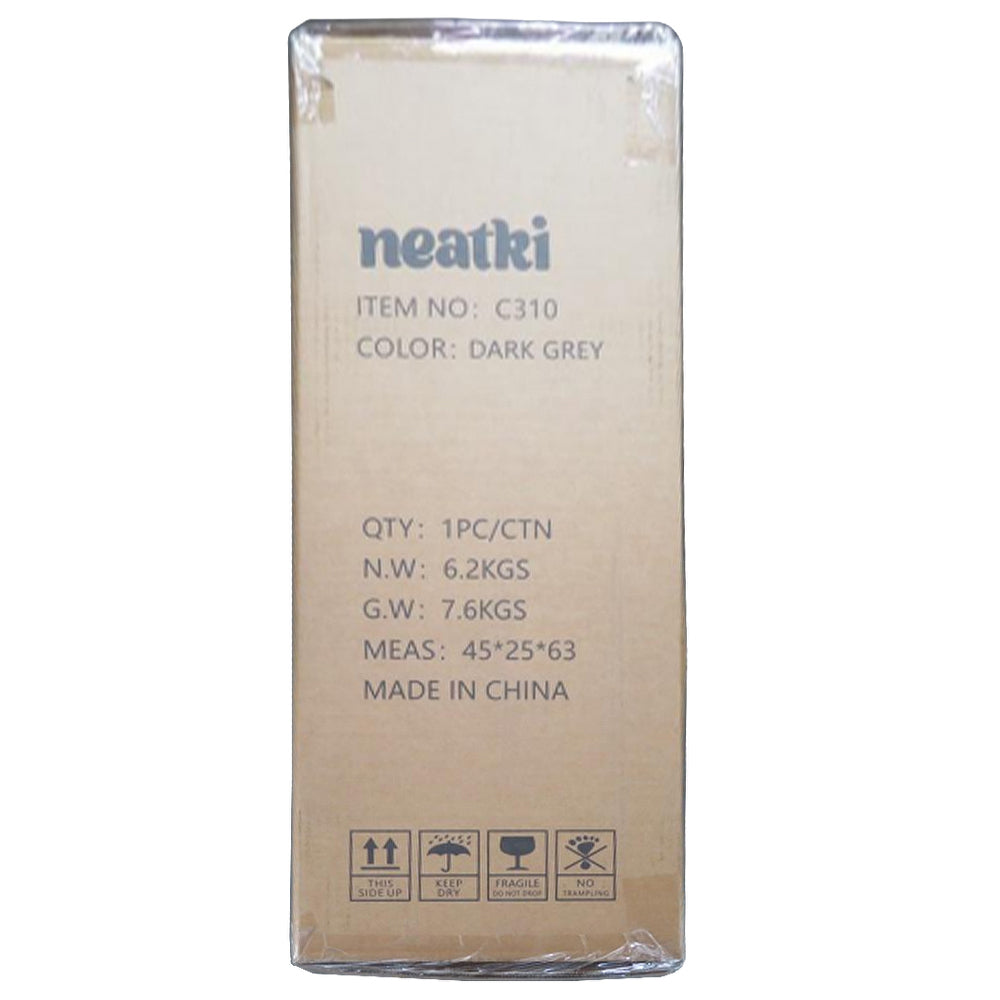 neatki
ITEM NO: C310
COLOR: DARK GREY
QTY: 1PC/CTN
N.W: 6.2KGS
G.W: 7.6KGS
MEAS: 45*25*63
MADE IN CHINA
THIS
SIDE UP
KEEP
DRY
FRAGILE
DO NOT DROP
NO
TRAMPLING